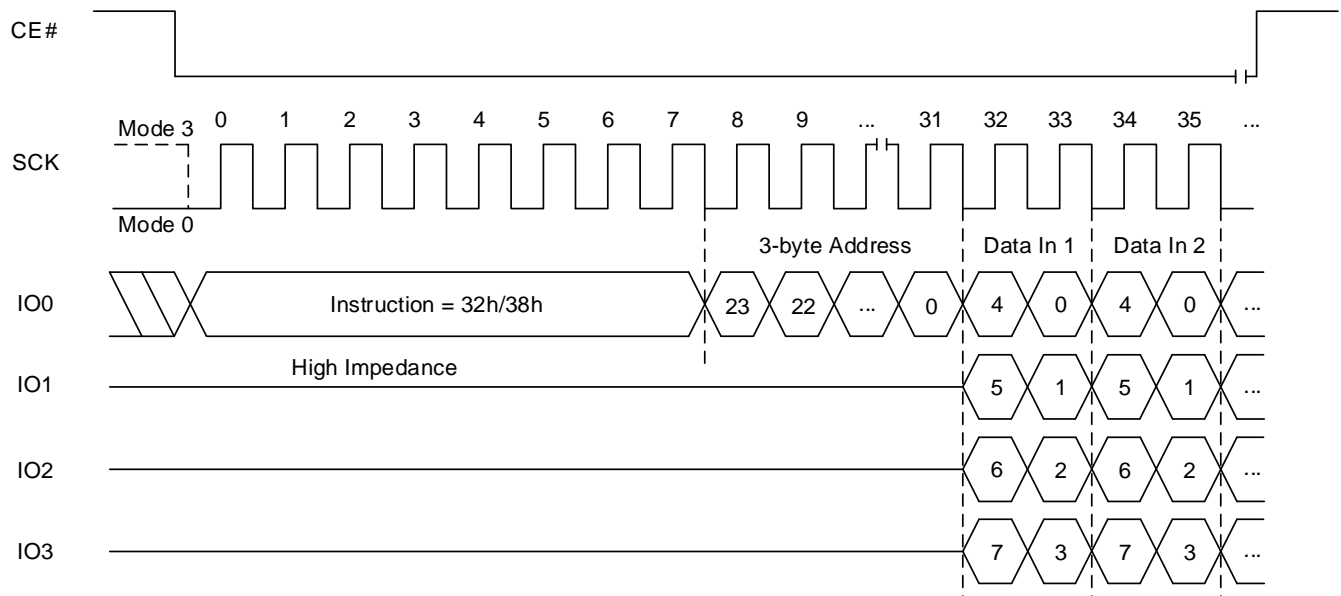 CE#
Mode 3
0 1 2 3 4 5 6 7 8 9 ... 31 32 33 34 35 ...
SCK
Mode 0
3-byte Address Data In 1 Data In 2
IO0 Instruction = 32h/38h 23 22 ... 0 4 0 4 0 ...
High Impedance
IO1 5 1 5 1 ...
IO2 6 2 6 2 ...
IO3 7 3 7 3 ...